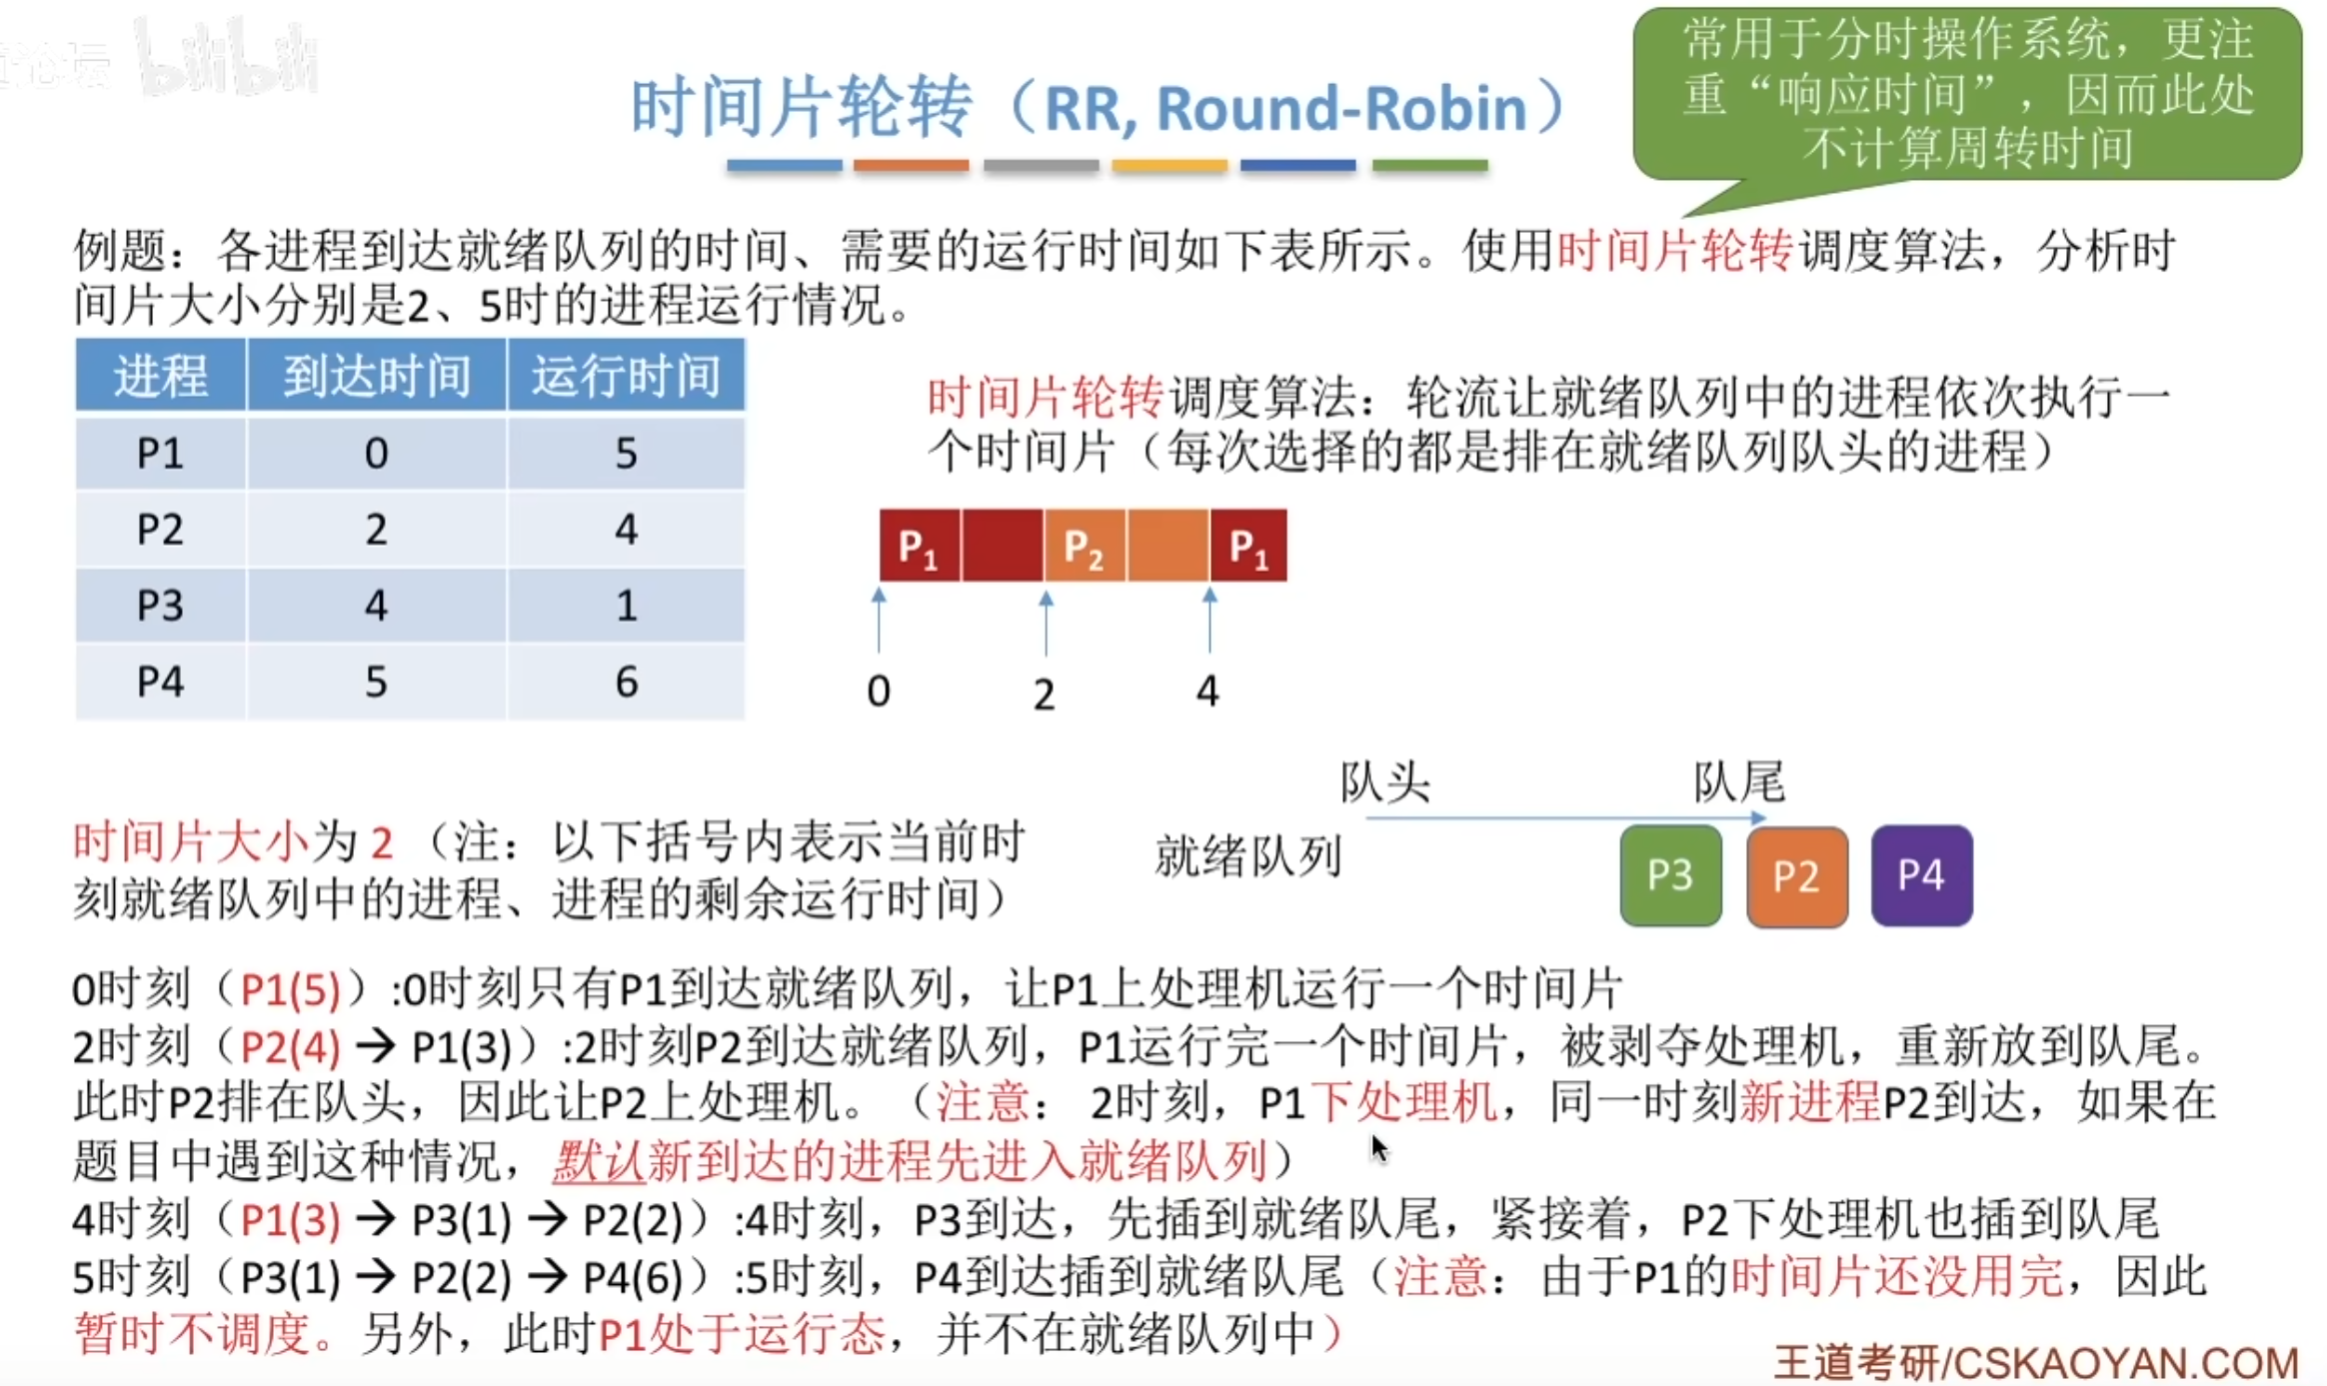 论坛 bilibili
常用于分时操作系统，更注
重“响应时间”，因而此处
不计算周转时间
时间片轮转（RR, Round-Robin）
例题：各进程到达就绪队列的时间、需要的运行时间如下表所示。使用时间片轮转调度算法，分析时
间片大小分别是2、5时的进程运行情况。
进程 到达时间 运行时间
P1 0 5
P2 2 4
P3 4 1
P4 5 6
时间片轮转调度算法：轮流让就绪队列中的进程依次执行一
个时间片（每次选择的都是排在就绪队列队头的进程）
P1 P2 P1
0 2 4
队头 队尾
就绪队列
P3 P2 P4
时间片大小为 2（注：以下括号内表示当前时
刻就绪队列中的进程、进程的剩余运行时间）
0时刻（P1(5)）:0时刻只有P1到达就绪队列，让P1上处理机运行一个时间片
2时刻（P2(4) → P1(3)）:2时刻P2到达就绪队列，P1运行完一个时间片，被剥夺处理机，重新放到队尾。
此时P2排在队头，因此让P2上处理机。（注意： 2时刻，P1下处理机，同一时刻新进程P2到达，如果在
题目中遇到这种情况，默认新到达的进程先进入就绪队列）
4时刻（P1(3) → P3(1) → P2(2)）:4时刻，P3到达，先插到就绪队尾，紧接着，P2下处理机也插到队尾
5时刻（P3(1) → P2(2) → P4(6)）:5时刻，P4到达插到就绪队尾（注意：由于P1的时间片还没用完，因此
暂时不调度。另外，此时P1处于运行态，并不在就绪队列中）
王道考研/CSKAOYAN.COM